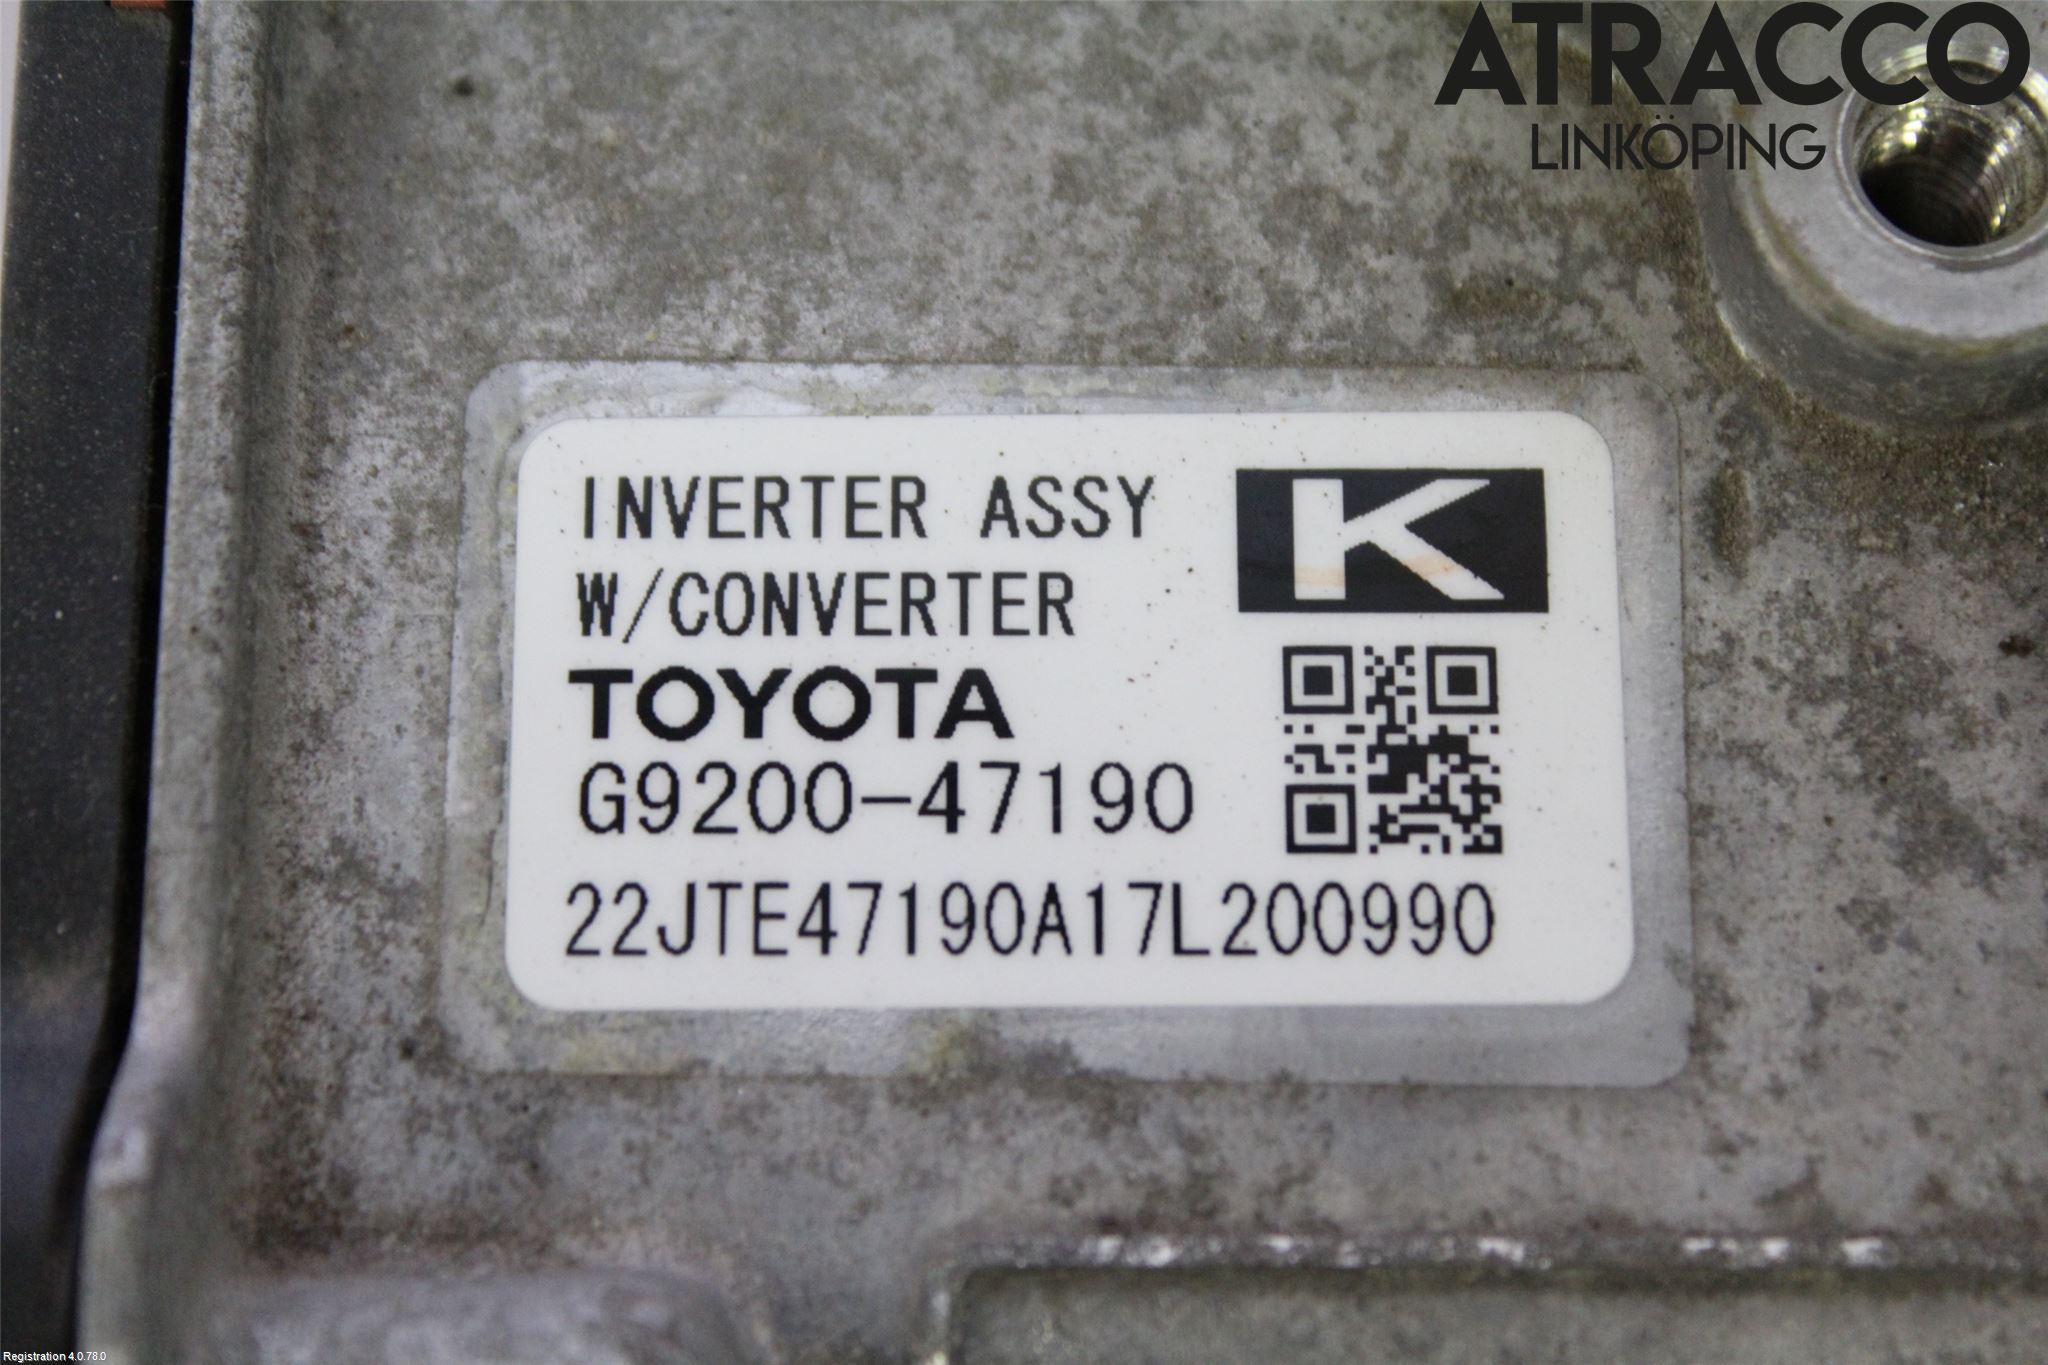 ATRACCO
LINKÖPING
INVERTER ASSY
W/CONVERTER
K
TOYOTA
G9200-47190
22JTE47190A17L200990
Registration 4.0.78.0